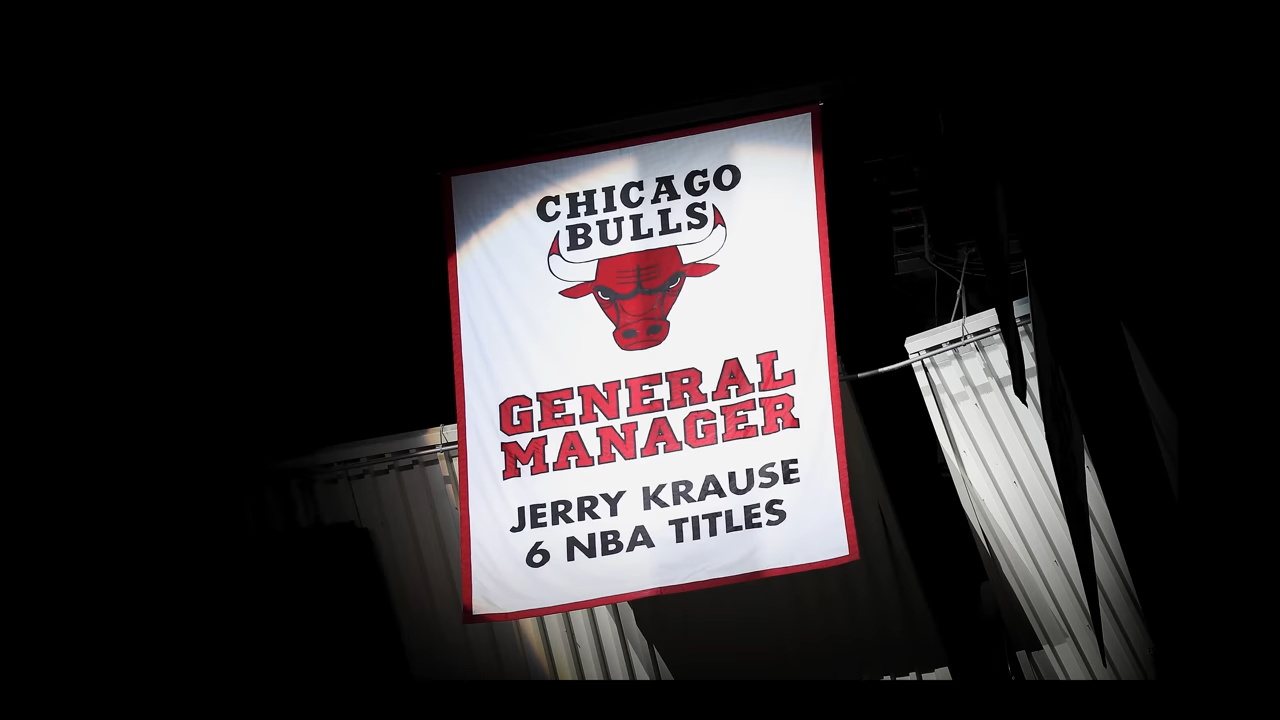 CHICAGO
BULLS
GENERAL
MANAGER
JERRY KRAUSE
6 NBA TITLES